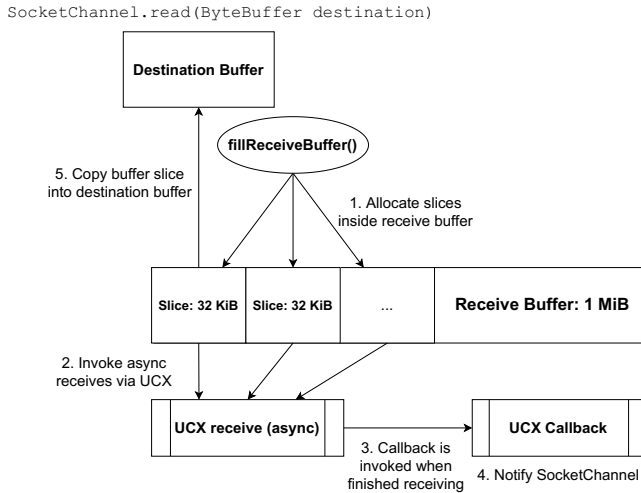 SocketChannel.read(ByteBuffer destination)
Destination Buffer
fillReceiveBuffer()
5. Copy buffer slice
into destination buffer
1. Allocate slices
inside receive buffer
Slice: 32 KiB
Slice: 32 KiB
...
Receive Buffer: 1 MiB
2. Invoke async
receives via UCX
UCX receive (async)
UCX Callback
3. Callback is
invoked when
finished receiving
4. Notify SocketChannel